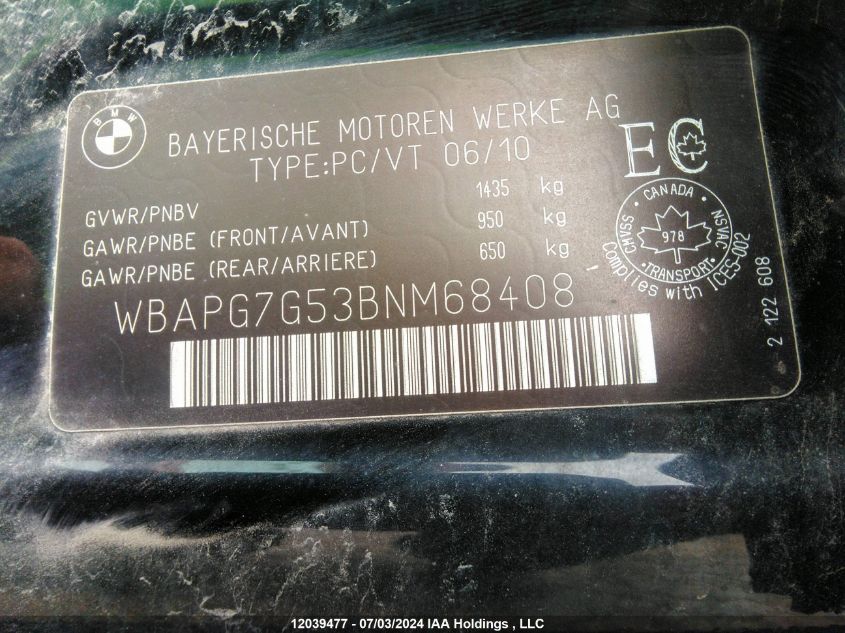 BMW
BAYERISCHE MOTOREN WERKE AG
TYPE:PC/VT 06/10
EC
GVWR/PNBV 1435 kg
GAWR/PNBE (FRONT/AVANT) 950 kg
GAWR/PNBE (REAR/ARRIERE) 650 kg
CANADA
CMVSS
978
NSVAC
TRANSPORT
Complies with ICES-002
WBAPG7G53BNM68408
2 122 608
12039477 - 07/03/2024 IAA Holdings , LLC